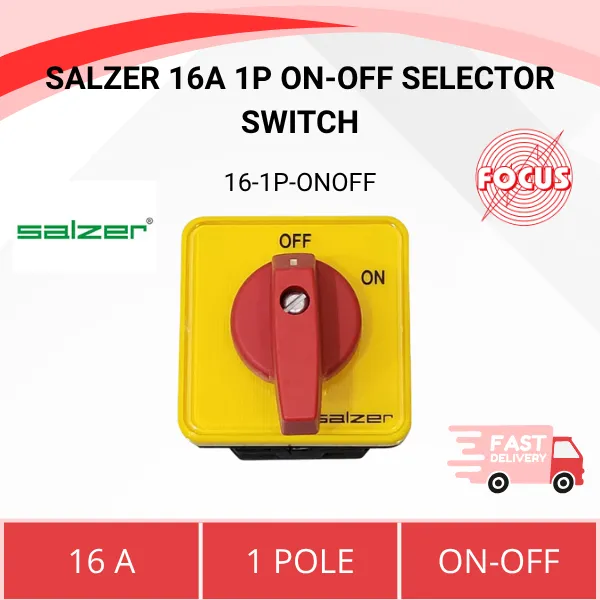 SALZER 16A 1P ON-OFF SELECTOR
SWITCH
16-1P-ONOFF
FOCUS
salzer®
OFF
ON
salzer
FAST
DELIVERY
16 A
1 POLE
ON-OFF